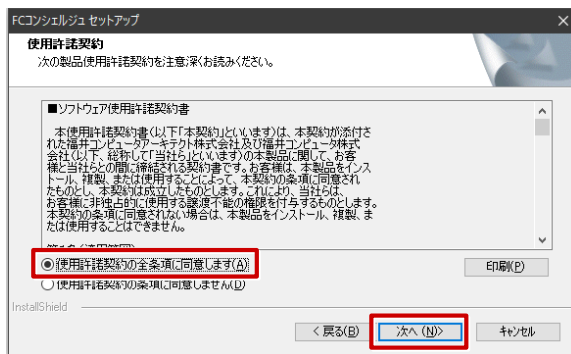 FCコンシェルジュ セットアップ
使用許諾契約
次の製品使用許諾契約を注意深くお読みください。
■ソフトウェア使用許諾契約書
本使用許諾契約書(以下「本契約」といいます)は、本契約が添付さ
れた福井コンピュータアーキテクト株式会社及び福井コンピュータ株式
会社(以下、総称して「当社ら」といいます)の本製品に関して、お客
様と当社らとの間に締結される契約書です。お客様は、本製品をインス
トール、複製、または使用することによって、本契約の条項に同意され
たものとし、本契約は成立したものとします。これにより、当社らは、
お客様に非独占的に使用する譲渡不能の権限を付与するものとします。
本契約の条項に同意されない場合は、本製品をインストール、複製、ま
たは使用することはできません。
使用許諾契約の全条項に同意します(A)
印刷(P)
使用許諾契約の条項に同意しません(D)
InstallShield
< 戻る(B)
次へ (N)>
キャンセル